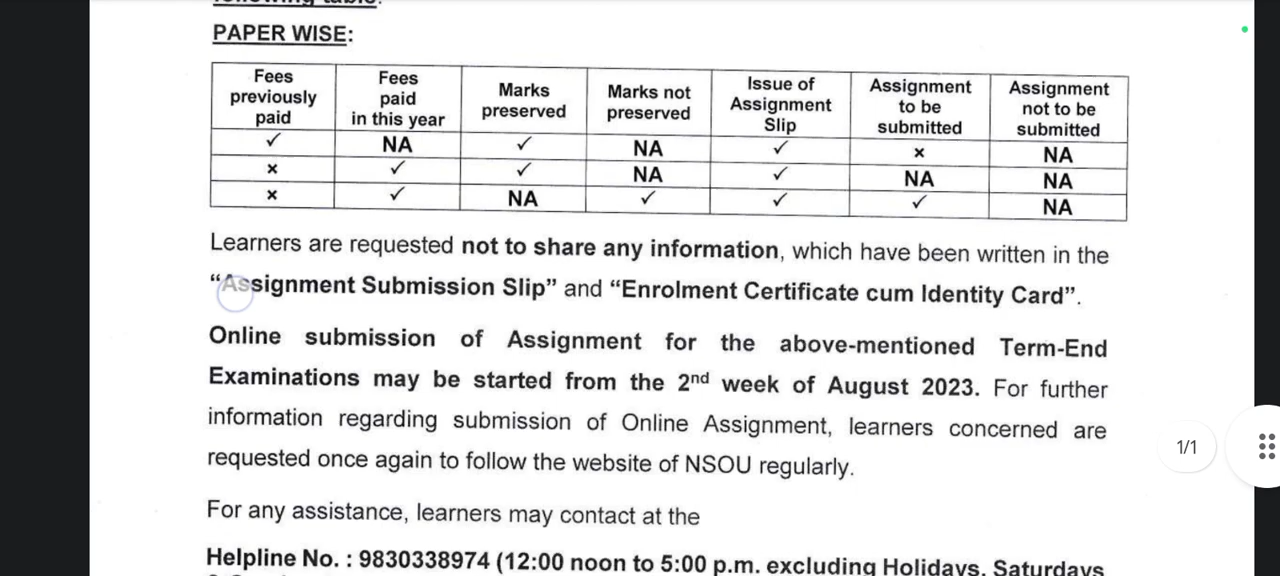 following table:
PAPER WISE:
Fees previously paid | Fees paid in this year | Marks preserved | Marks not preserved | Issue of Assignment Slip | Assignment to be submitted | Assignment not to be submitted
✓ | NA | ✓ | NA | ✓ | × | NA
× | ✓ | ✓ | NA | ✓ | NA | NA
× | ✓ | NA | ✓ | ✓ | ✓ | NA
Learners are requested not to share any information, which have been written in the
“Assignment Submission Slip” and “Enrolment Certificate cum Identity Card”.
Online submission of Assignment for the above-mentioned Term-End
Examinations may be started from the 2nd week of August 2023. For further
information regarding submission of Online Assignment, learners concerned are
requested once again to follow the website of NSOU regularly.
1/1
For any assistance, learners may contact at the
Helpline No. : 9830338974 (12:00 noon to 5:00 p.m. excluding Holidays, Saturdays